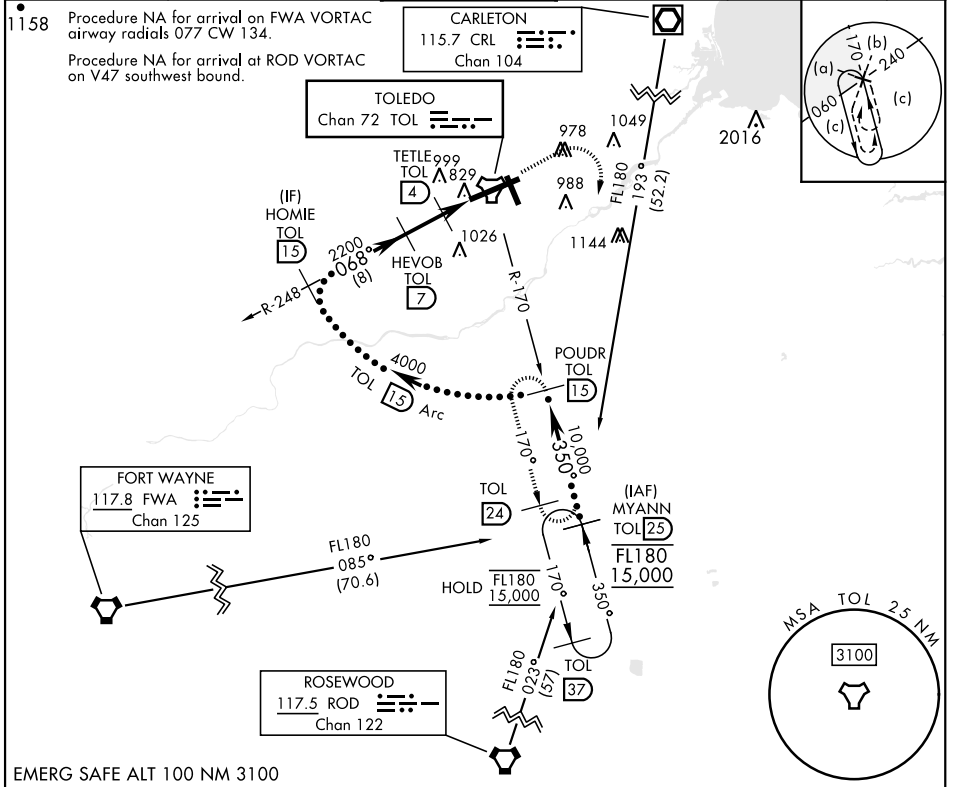 1158
Procedure NA for arrival on FWA VORTAC
airway radials 077 CW 134.
Procedure NA for arrival at ROD VORTAC
on V47 southwest bound.
CARLETON
115.7 CRL
Chan 104
TOLEDO
Chan 72 TOL
(a)
(b)
170
240
060
(c)
(c)
2016
1049
978
988
1144
FL180
193°
(52.2)
TETLE
TOL
4
999
829
1026
(IF)
HOMIE
TOL
15
2200
068°
(8)
HEVOB
TOL
7
R-248
R-170
4000
TOL 15 Arc
POUDR
TOL
15
170°
10,000
350°
FORT WAYNE
117.8 FWA
Chan 125
FL180
085°
(70.6)
TOL
24
(IAF)
MYANN
TOL 25
FL180
15,000
HOLD
FL180
15,000
170°
350°
TOL
37
FL180
023°
(57)
ROSEWOOD
117.5 ROD
Chan 122
MSA TOL 25 NM
3100
EMERG SAFE ALT 100 NM 3100